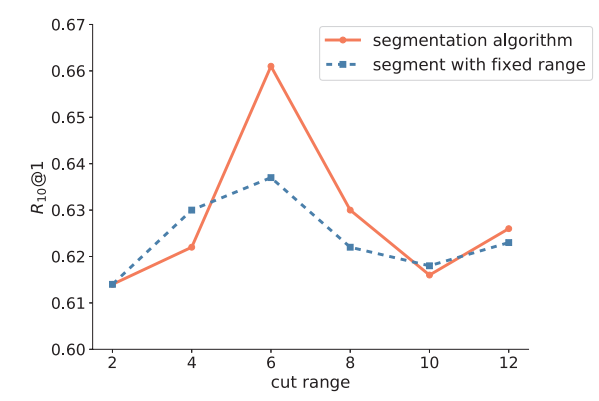 0.67
0.66
0.65
0.64
0.63
0.62
0.61
0.60
R10@1
2 4 6 8 10 12
cut range
segmentation algorithm
segment with fixed range